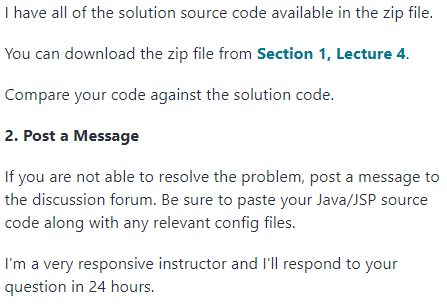 I have all of the solution source code available in the zip file.
You can download the zip file from Section 1, Lecture 4.
Compare your code against the solution code.
2. Post a Message
If you are not able to resolve the problem, post a message to
the discussion forum. Be sure to paste your Java/JSP source
code along with any relevant config files.
I'm a very responsive instructor and I'll respond to your
question in 24 hours.